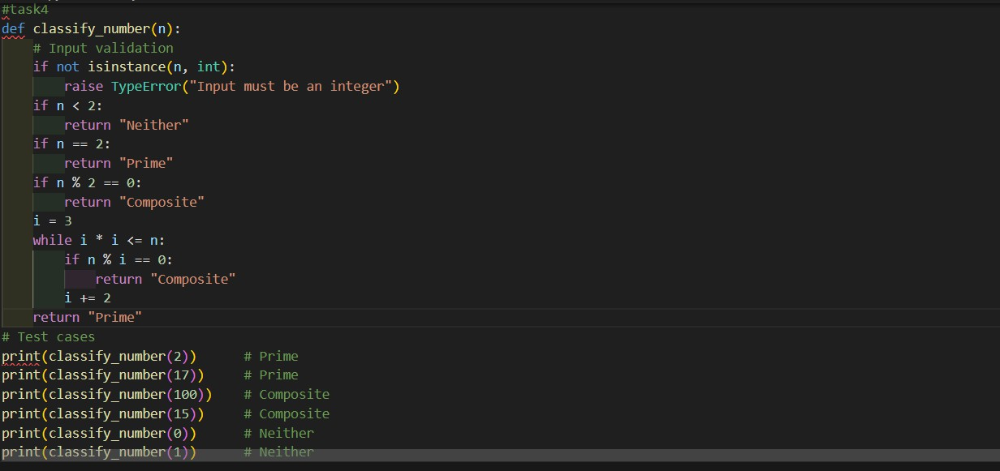 #task4
def classify_number(n):
    # Input validation
    if not isinstance(n, int):
        raise TypeError("Input must be an integer")
    if n < 2:
        return "Neither"
    if n == 2:
        return "Prime"
    if n % 2 == 0:
        return "Composite"
    i = 3
    while i * i <= n:
        if n % i == 0:
            return "Composite"
        i += 2
    return "Prime"
# Test cases
print(classify_number(2))      # Prime
print(classify_number(17))     # Prime
print(classify_number(100))    # Composite
print(classify_number(15))     # Composite
print(classify_number(0))      # Neither
print(classify_number(1))      # Neither